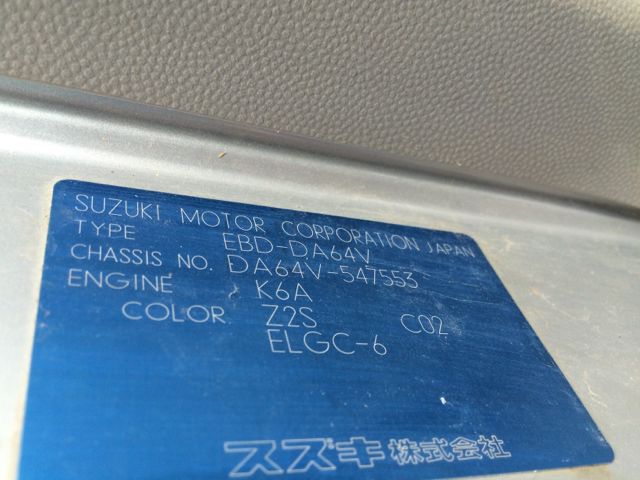 SUZUKI MOTOR CORPORATION JAPAN
TYPE EBD-DA64V
CHASSIS NO. DA64V-547553
ENGINE K6A
COLOR Z2S C02
ELGC-6
スズキ株式会社